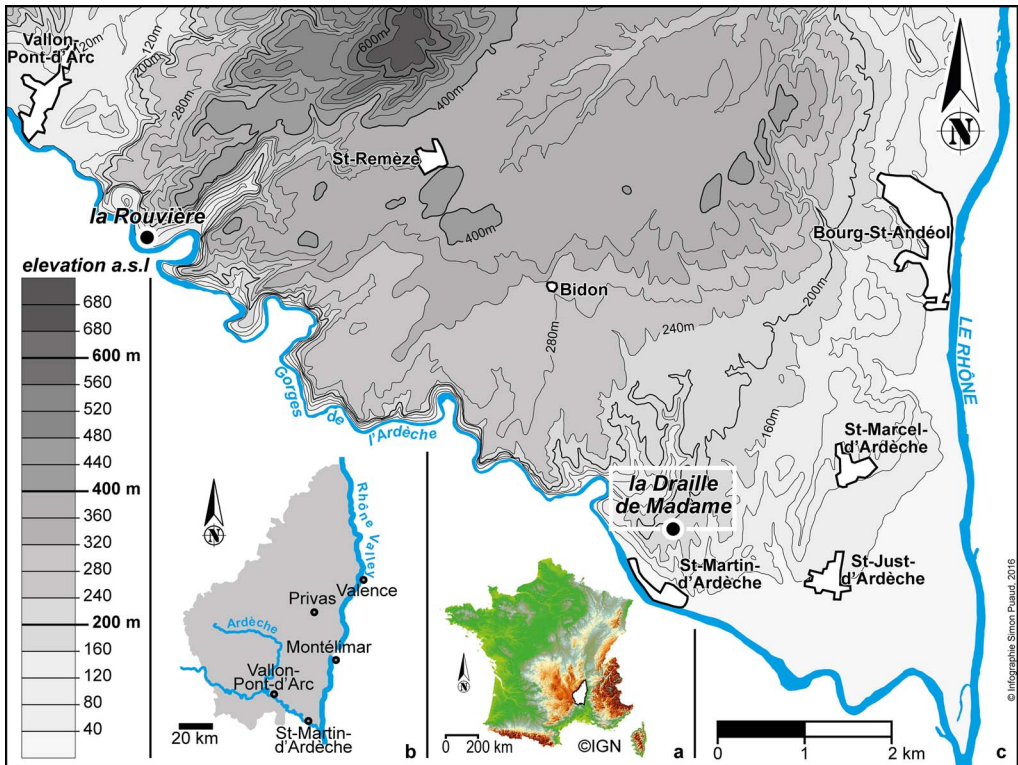 Vallon-
Pont-d'Arc
120m
120m
200m
280m
600m
400m
St-Remèze
la Rouvière
400m
Bourg-St-Andéol
Bidon
200m
240m
280m
160m
N
LE RHÔNE
elevation a.s.l
680
680
600 m
560
520
480
440
400 m
360
320
280
240
200 m
160
120
80
40
Gorges
de
l'Ardèche
St-Marcel-
d'Ardèche
la Draille
de Madame
St-Martin-
d'Ardèche
St-Just-
d'Ardèche
N
Rhône Valley
Valence
Privas
Ardèche
Montélimar
Vallon-
Pont-d'Arc
St-Martin-
d'Ardèche
20 km
b
N
0 200 km
©IGN
a
0 1 2 km
c
© Infographie Simon Puaud, 2016